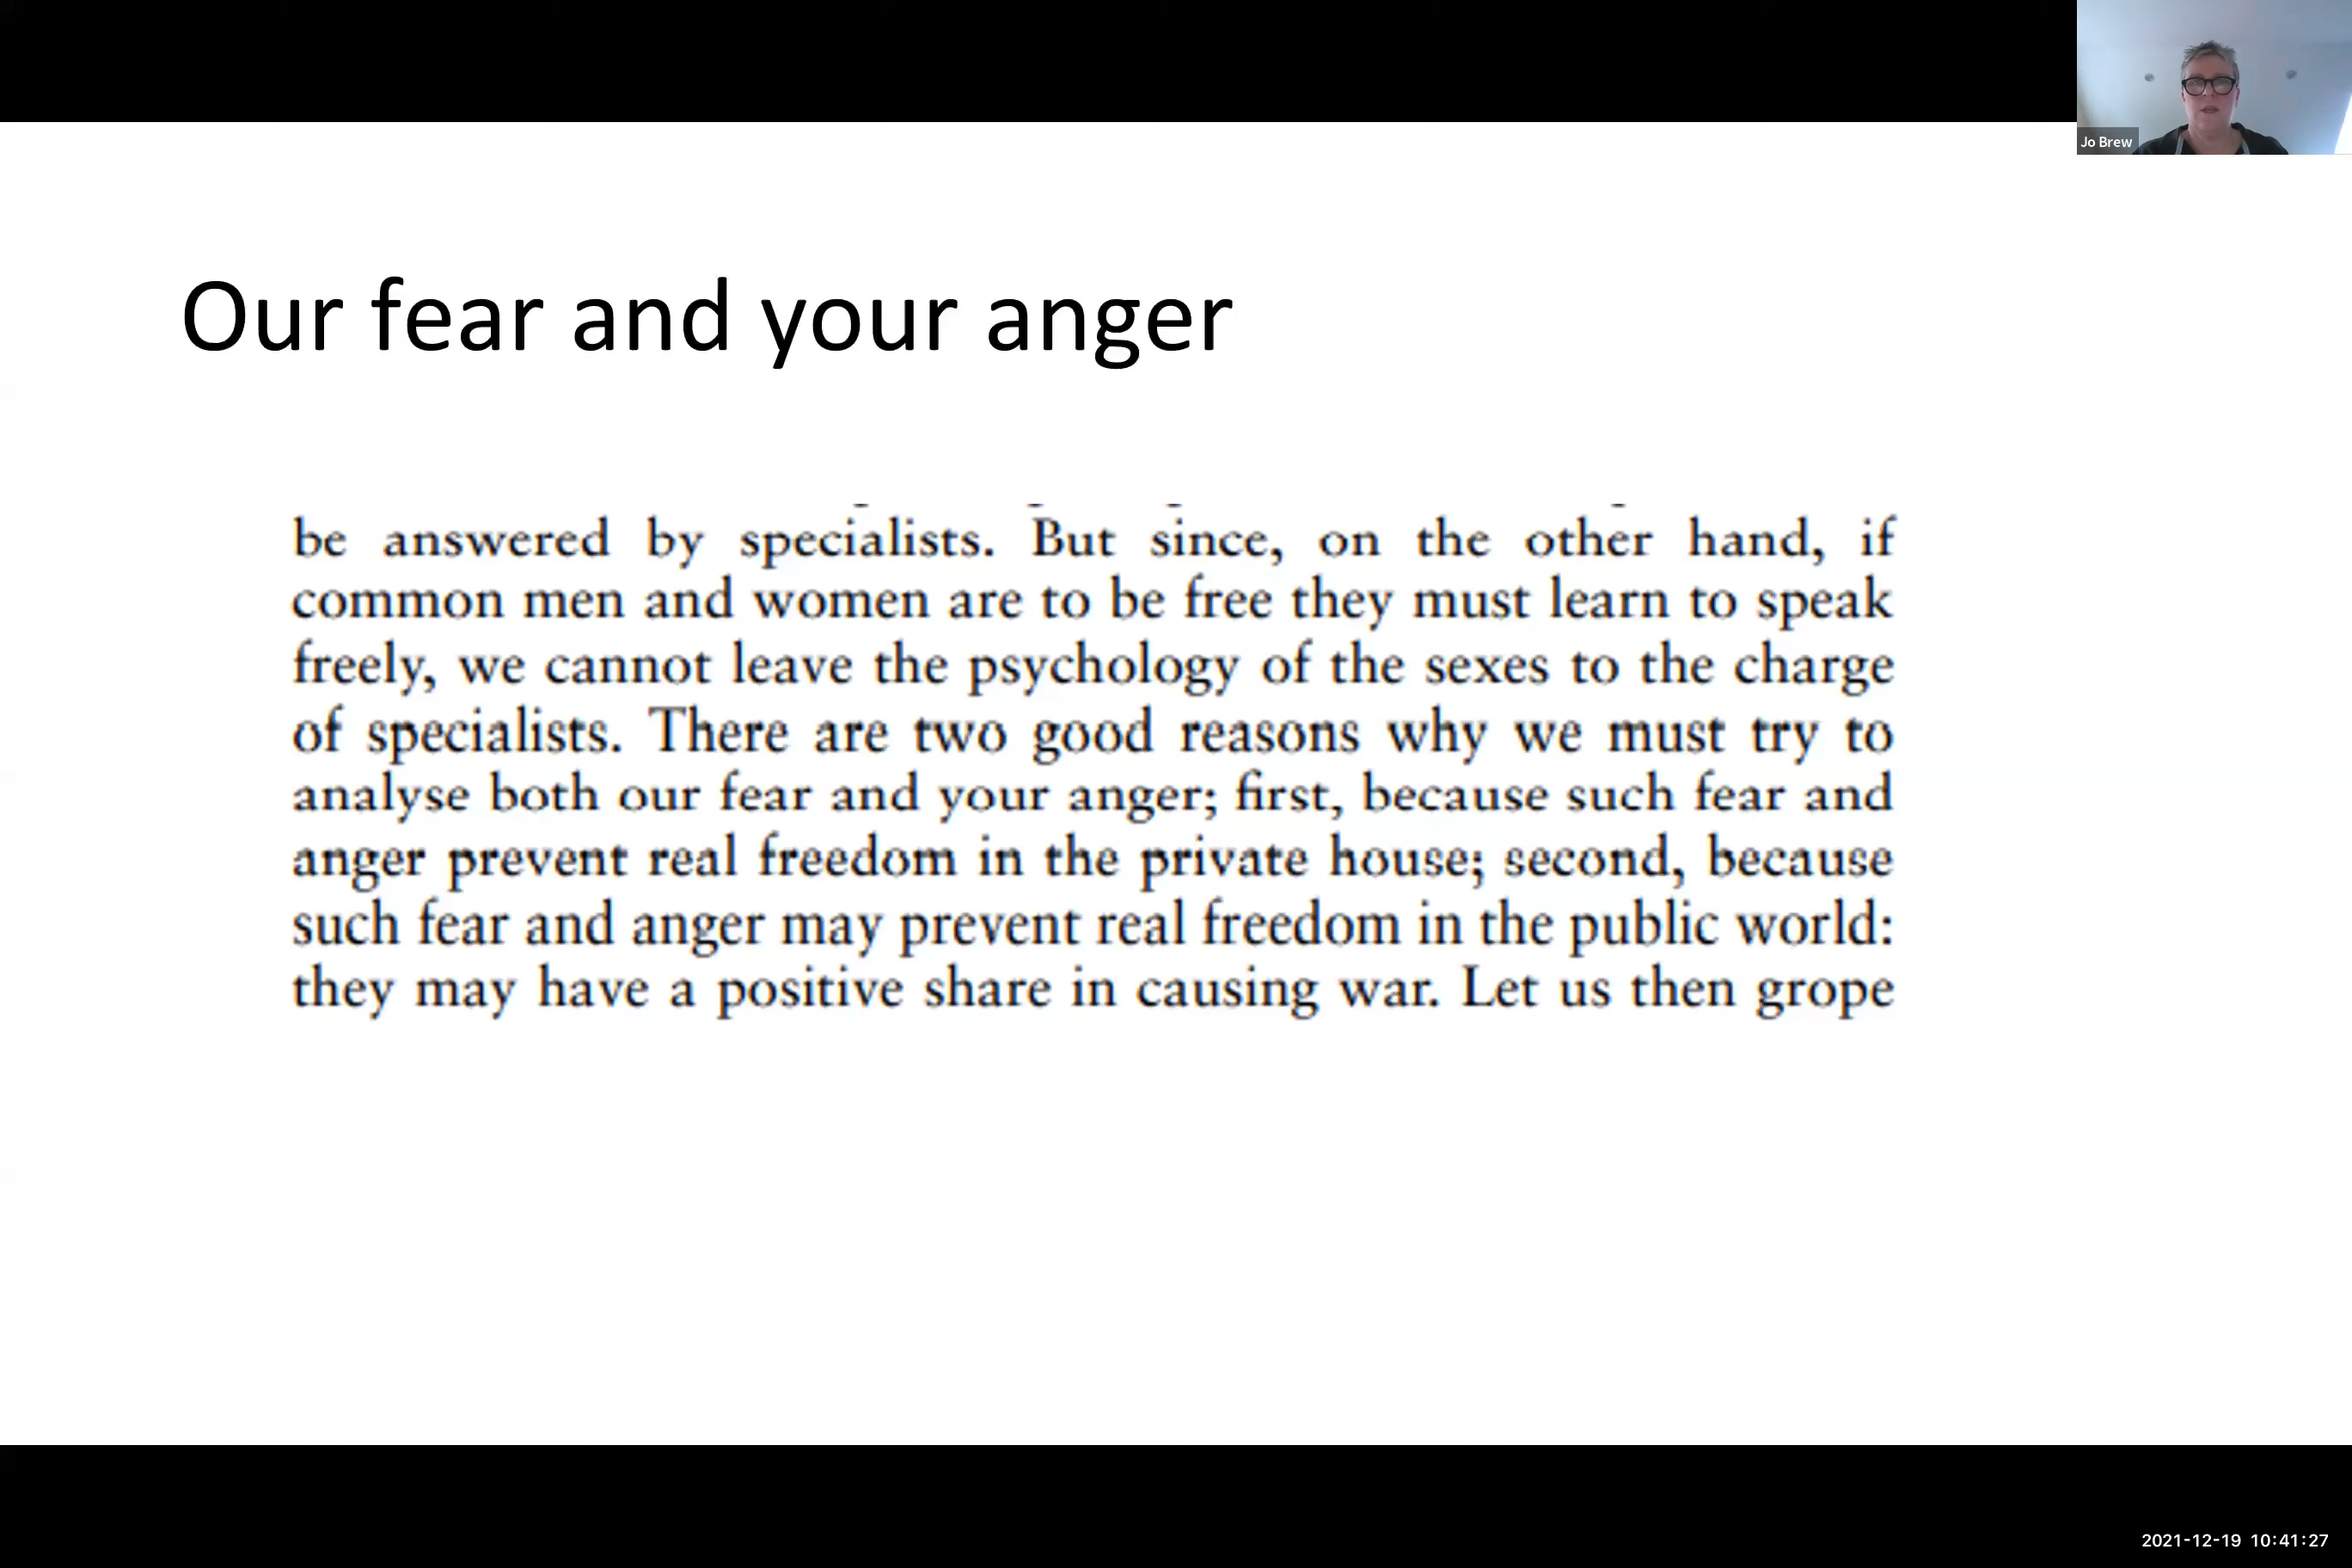 Jo Brew
Our fear and your anger
be answered by specialists. But since, on the other hand, if
common men and women are to be free they must learn to speak
freely, we cannot leave the psychology of the sexes to the charge
of specialists. There are two good reasons why we must try to
analyse both our fear and your anger; first, because such fear and
anger prevent real freedom in the private house; second, because
such fear and anger may prevent real freedom in the public world:
they may have a positive share in causing war. Let us then grope
2021-12-19 10:41:27